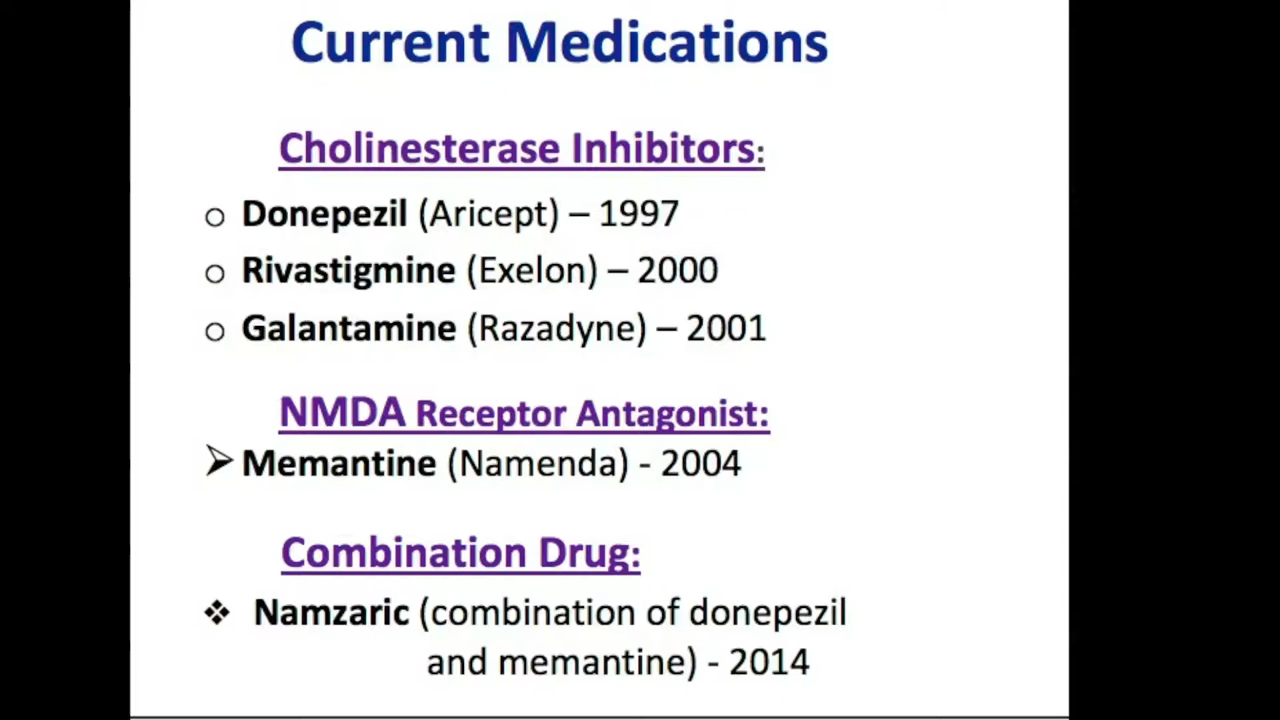 Current Medications
Cholinesterase Inhibitors:
o Donepezil (Aricept) – 1997
o Rivastigmine (Exelon) – 2000
o Galantamine (Razadyne) – 2001
NMDA Receptor Antagonist:
➢ Memantine (Namenda) - 2004
Combination Drug:
❖ Namzaric (combination of donepezil
and memantine) - 2014